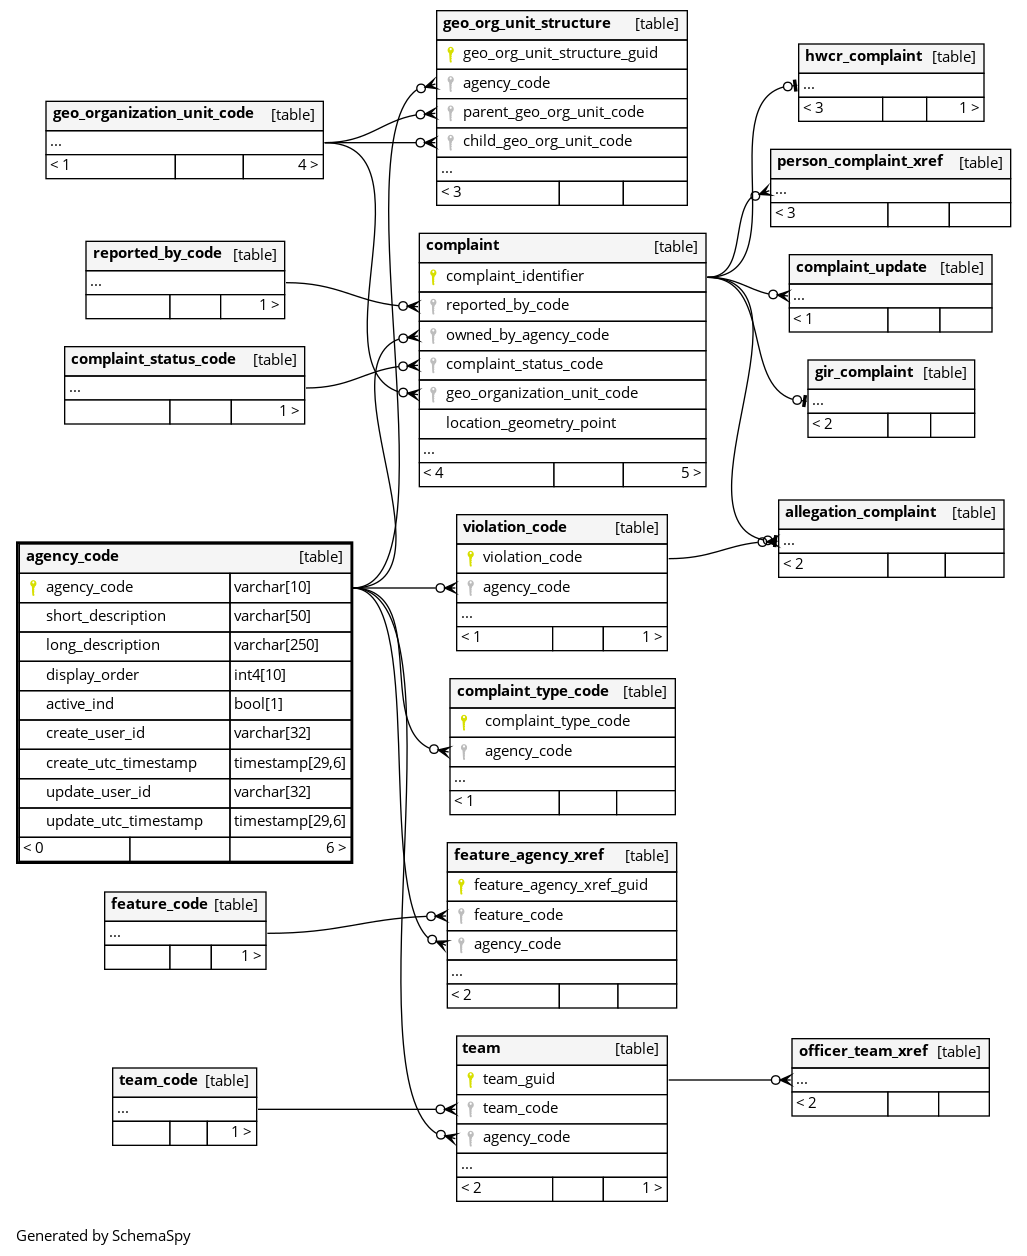 geo_org_unit_structure [table]
geo_org_unit_structure_guid
agency_code
parent_geo_org_unit_code
child_geo_org_unit_code
...
< 3
hwcr_complaint [table]
...
< 3 1 >
geo_organization_unit_code [table]
...
< 1 4 >
person_complaint_xref [table]
...
< 3
reported_by_code [table]
...
1 >
complaint [table]
complaint_identifier
reported_by_code
owned_by_agency_code
complaint_status_code
geo_organization_unit_code
location_geometry_point
...
< 4 5 >
complaint_update [table]
...
< 1
complaint_status_code [table]
...
1 >
gir_complaint [table]
...
< 2
allegation_complaint [table]
...
< 2
violation_code [table]
violation_code
agency_code
...
< 1 1 >
agency_code [table]
agency_code varchar[10]
short_description varchar[50]
long_description varchar[250]
display_order int4[10]
active_ind bool[1]
create_user_id varchar[32]
create_utc_timestamp timestamp[29,6]
update_user_id varchar[32]
update_utc_timestamp timestamp[29,6]
< 0 6 >
complaint_type_code [table]
complaint_type_code
agency_code
...
< 1
feature_agency_xref [table]
feature_agency_xref_guid
feature_code
agency_code
...
< 2
feature_code [table]
...
1 >
team [table]
team_guid
team_code
agency_code
...
< 2 1 >
officer_team_xref [table]
...
< 2
team_code [table]
...
1 >
Generated by SchemaSpy